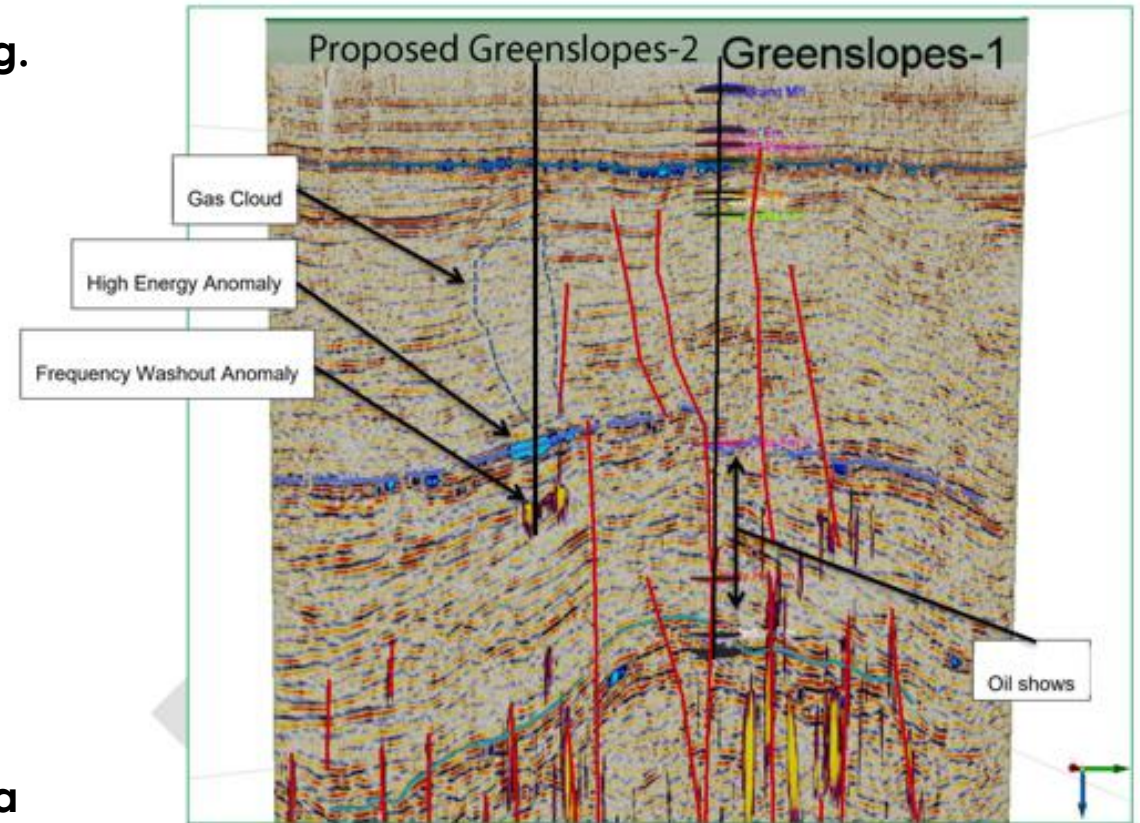 g.
Proposed Greenslopes-2
Greenslopes-1
Gas Cloud
High Energy Anomaly
Frequency Washout Anomaly
Oil shows
a